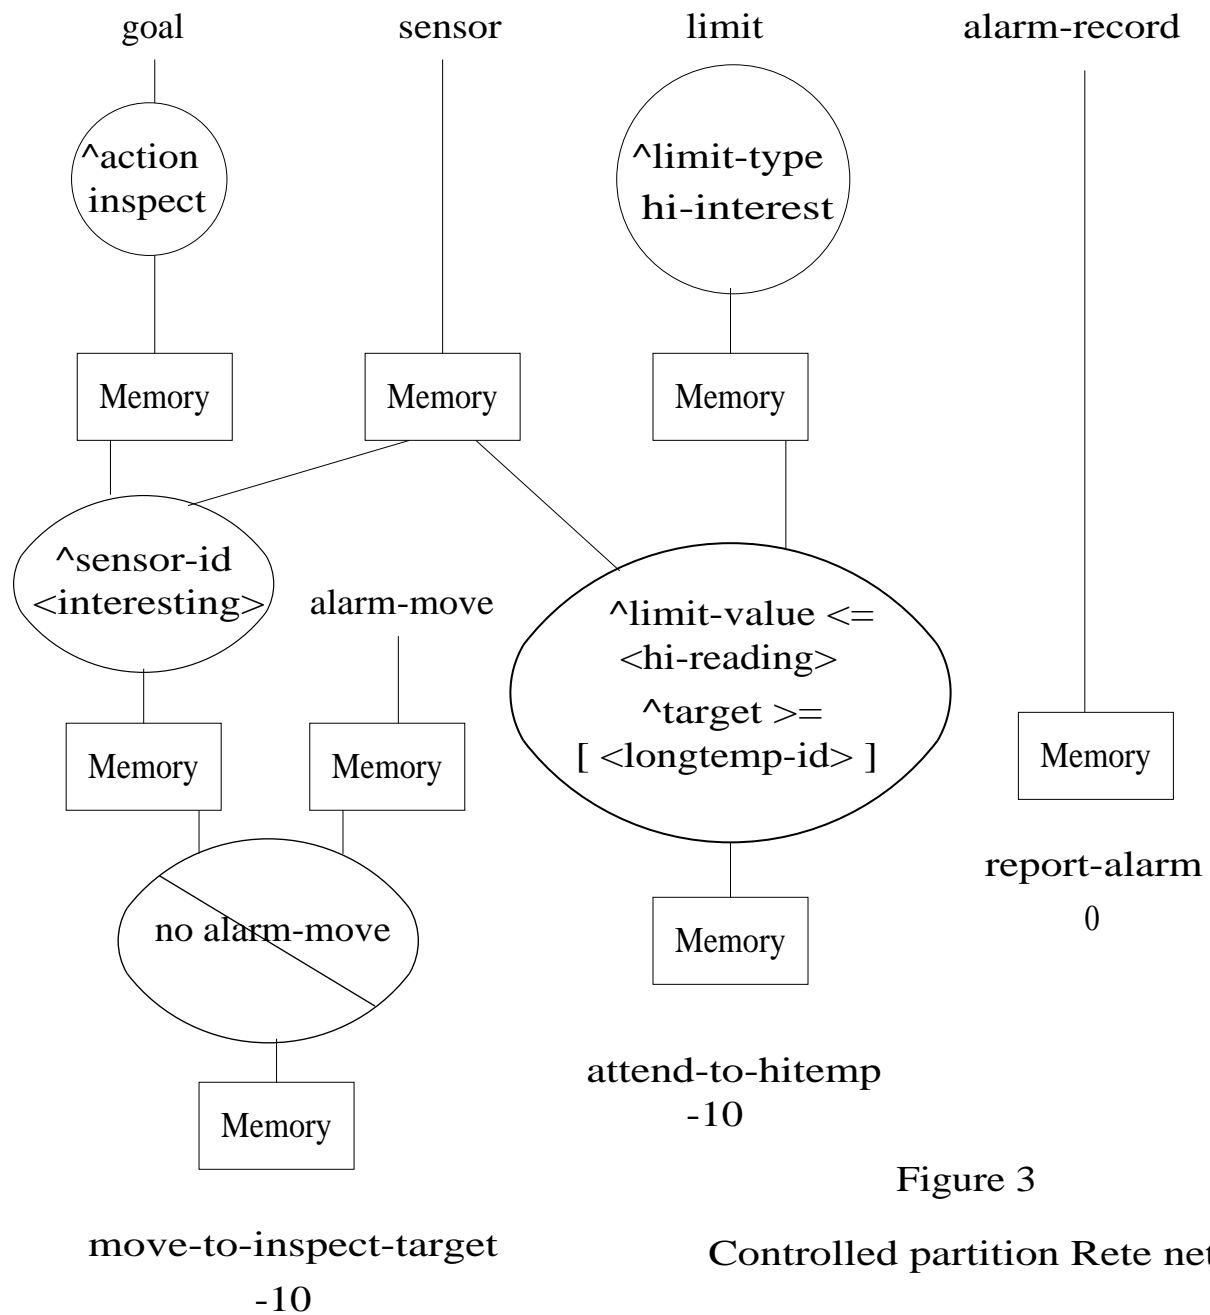 goal
sensor
limit
alarm-record
^action
inspect
^limit-type
hi-interest
Memory
Memory
Memory
^sensor-id
<interesting>
alarm-move
^limit-value <=
<hi-reading>
^target >=
[ <longtemp-id> ]
Memory
Memory
Memory
no alarm-move
report-alarm
0
Memory
attend-to-hitemp
-10
Memory
move-to-inspect-target
-10
Figure 3
Controlled partition Rete net